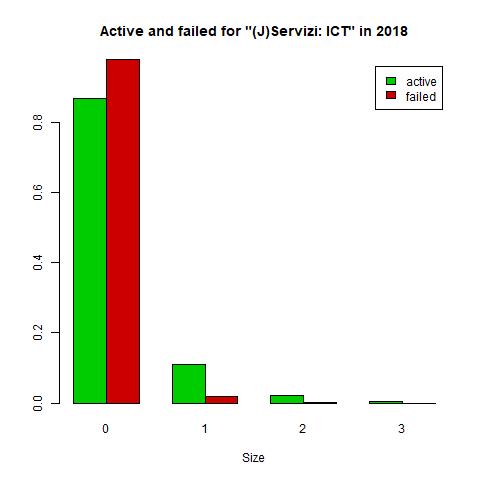 Active and failed for "(J)Servizi: ICT" in 2018
active
failed
0.8
0.6
0.4
0.2
0.0
0 1 2 3
Size